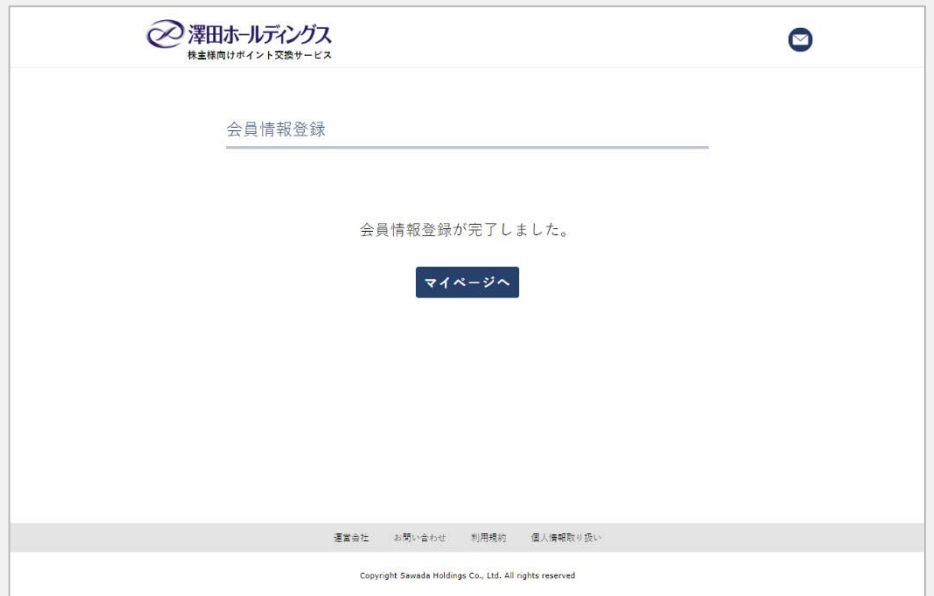 澤田ホールディングス
株主様向けポイント交換サービス
会員情報登録
会員情報登録が完了しました。
マイページへ
運営会社 お問い合わせ 利用規約 個人情報取り扱い
Copyright Sawada Holdings Co., Ltd. All rights reserved